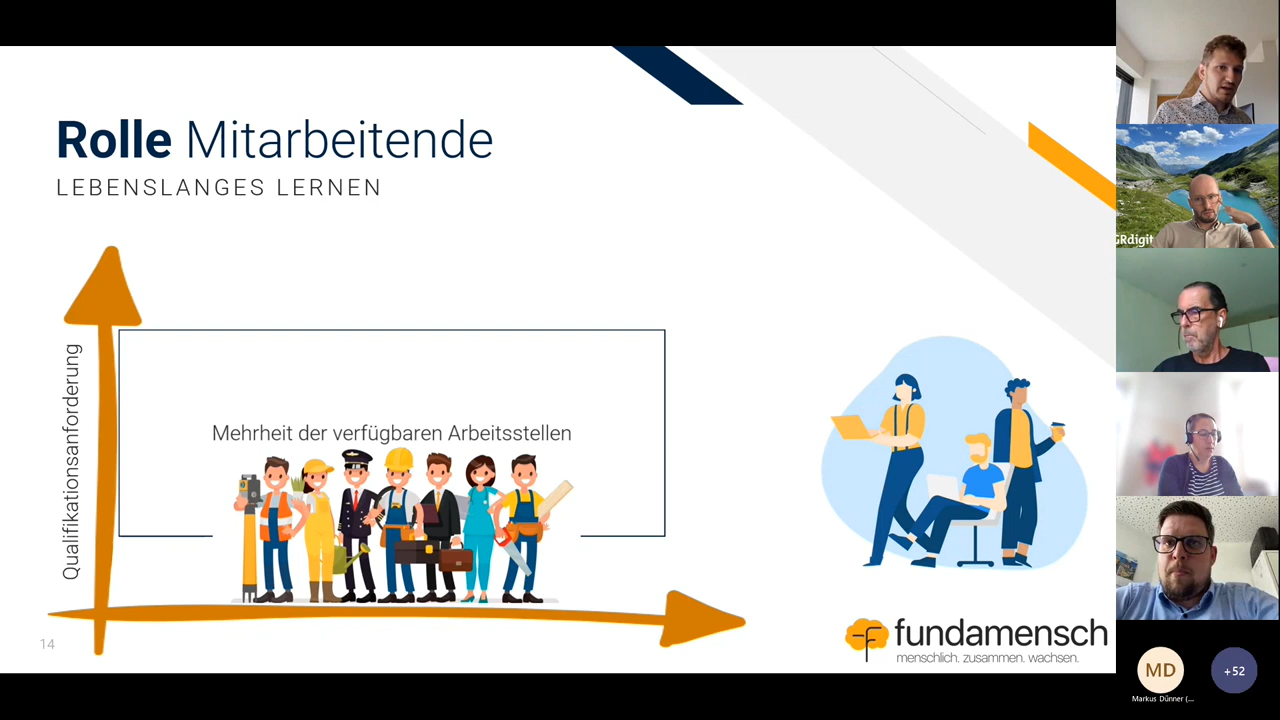 Rolle Mitarbeitende
LEBENSLANGES LERNEN
Qualifikationsanforderung
Mehrheit der verfügbaren Arbeitsstellen
14
fundamensch
menschlich. zusammen. wachsen.
GRdigit
MD
+52
Markus Dünner (...